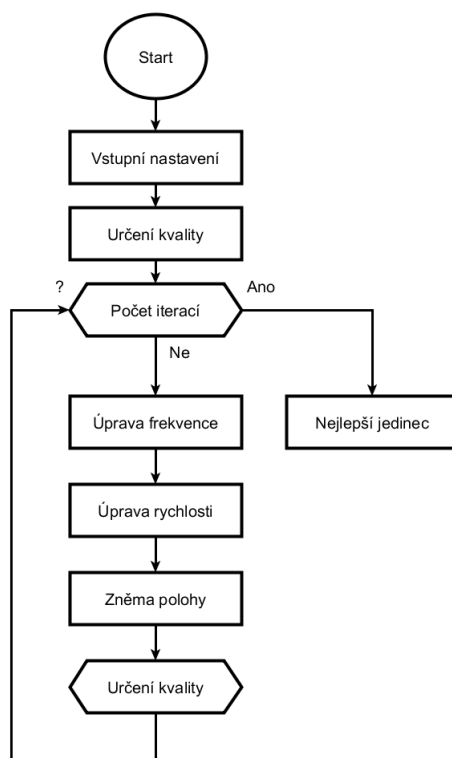 Start
Vstupní nastavení
Určení kvality
?
Počet iterací
Ano
Ne
Úprava frekvence
Nejlepší jedinec
Úprava rychlosti
Zněma polohy
Určení kvality